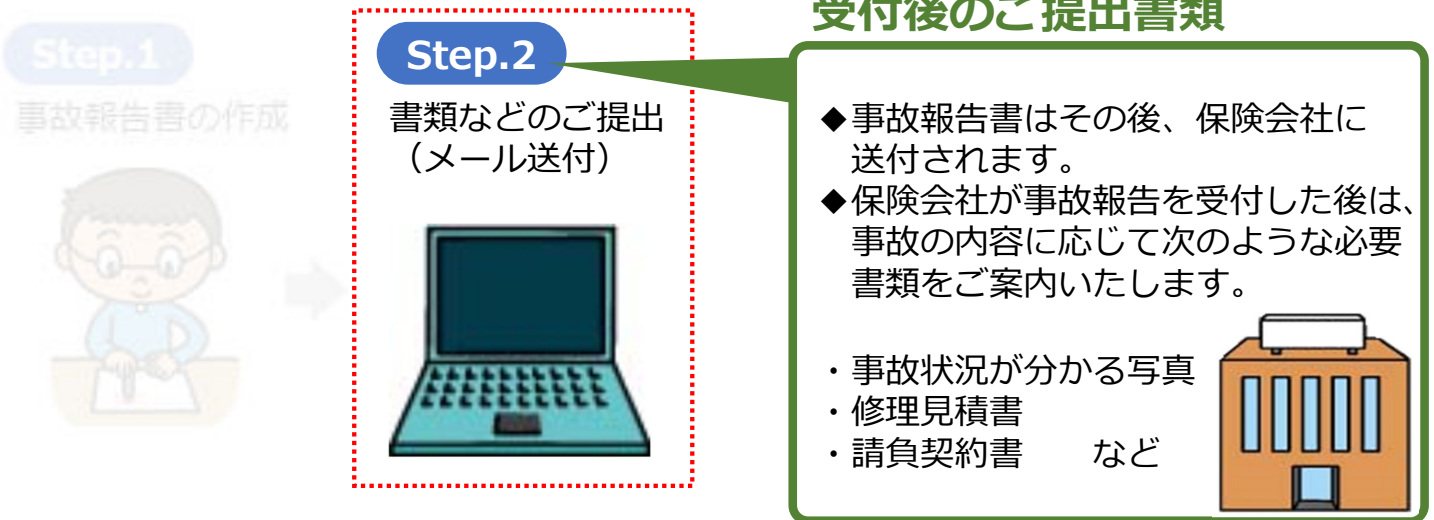 Step.1
事故報告書の作成
Step.2
書類などのご提出
（メール送付）
受付後のご提出書類
◆事故報告書はその後、保険会社に
送付されます。
◆保険会社が事故報告を受付した後は、
事故の内容に応じて次のような必要
書類をご案内いたします。
・事故状況が分かる写真
・修理見積書
・請負契約書　　など